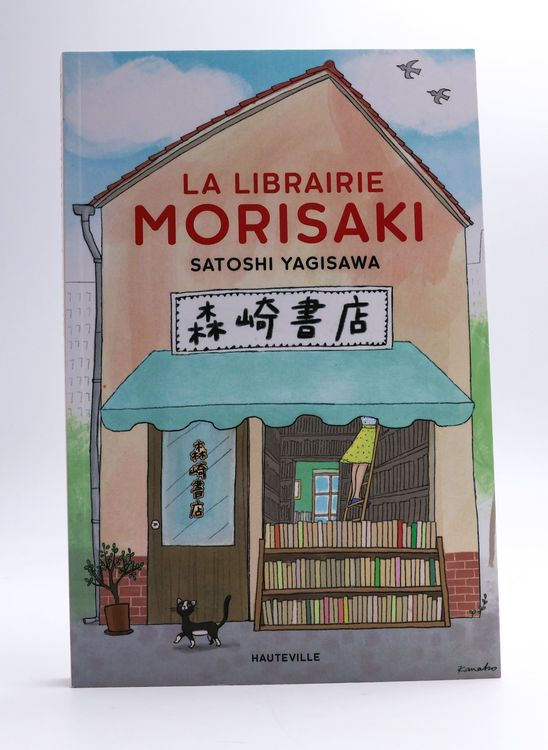 LA LIBRAIRIE
MORISAKI
SATOSHI YAGISAWA
森崎書店
森崎書店
HAUTEVILLE